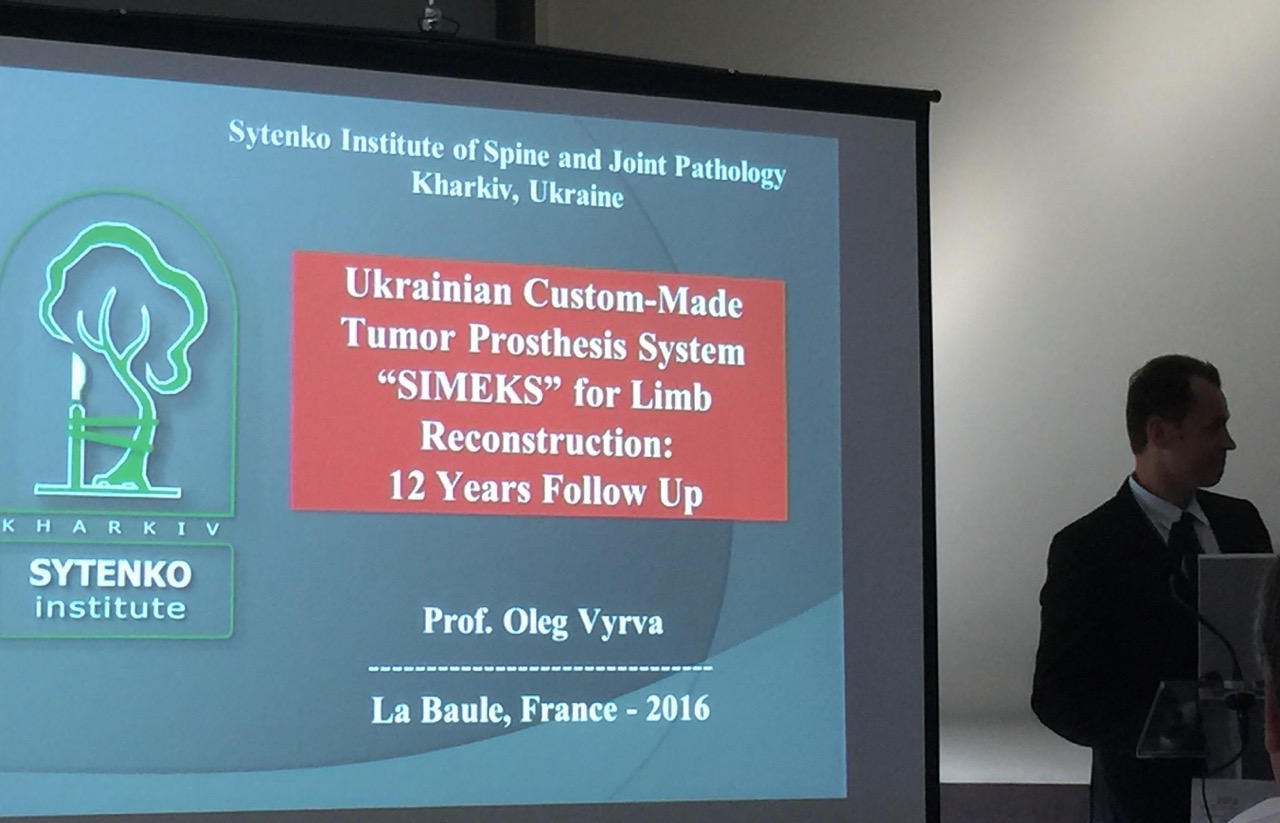 Sytenko Institute of Spine and Joint Pathology
Kharkiv, Ukraine
Ukrainian Custom-Made
Tumor Prosthesis System
“SIMEKS” for Limb
Reconstruction:
12 Years Follow Up
KHARKIV
SYTENKO
institute
Prof. Oleg Vyrva
------------------------------
La Baule, France - 2016